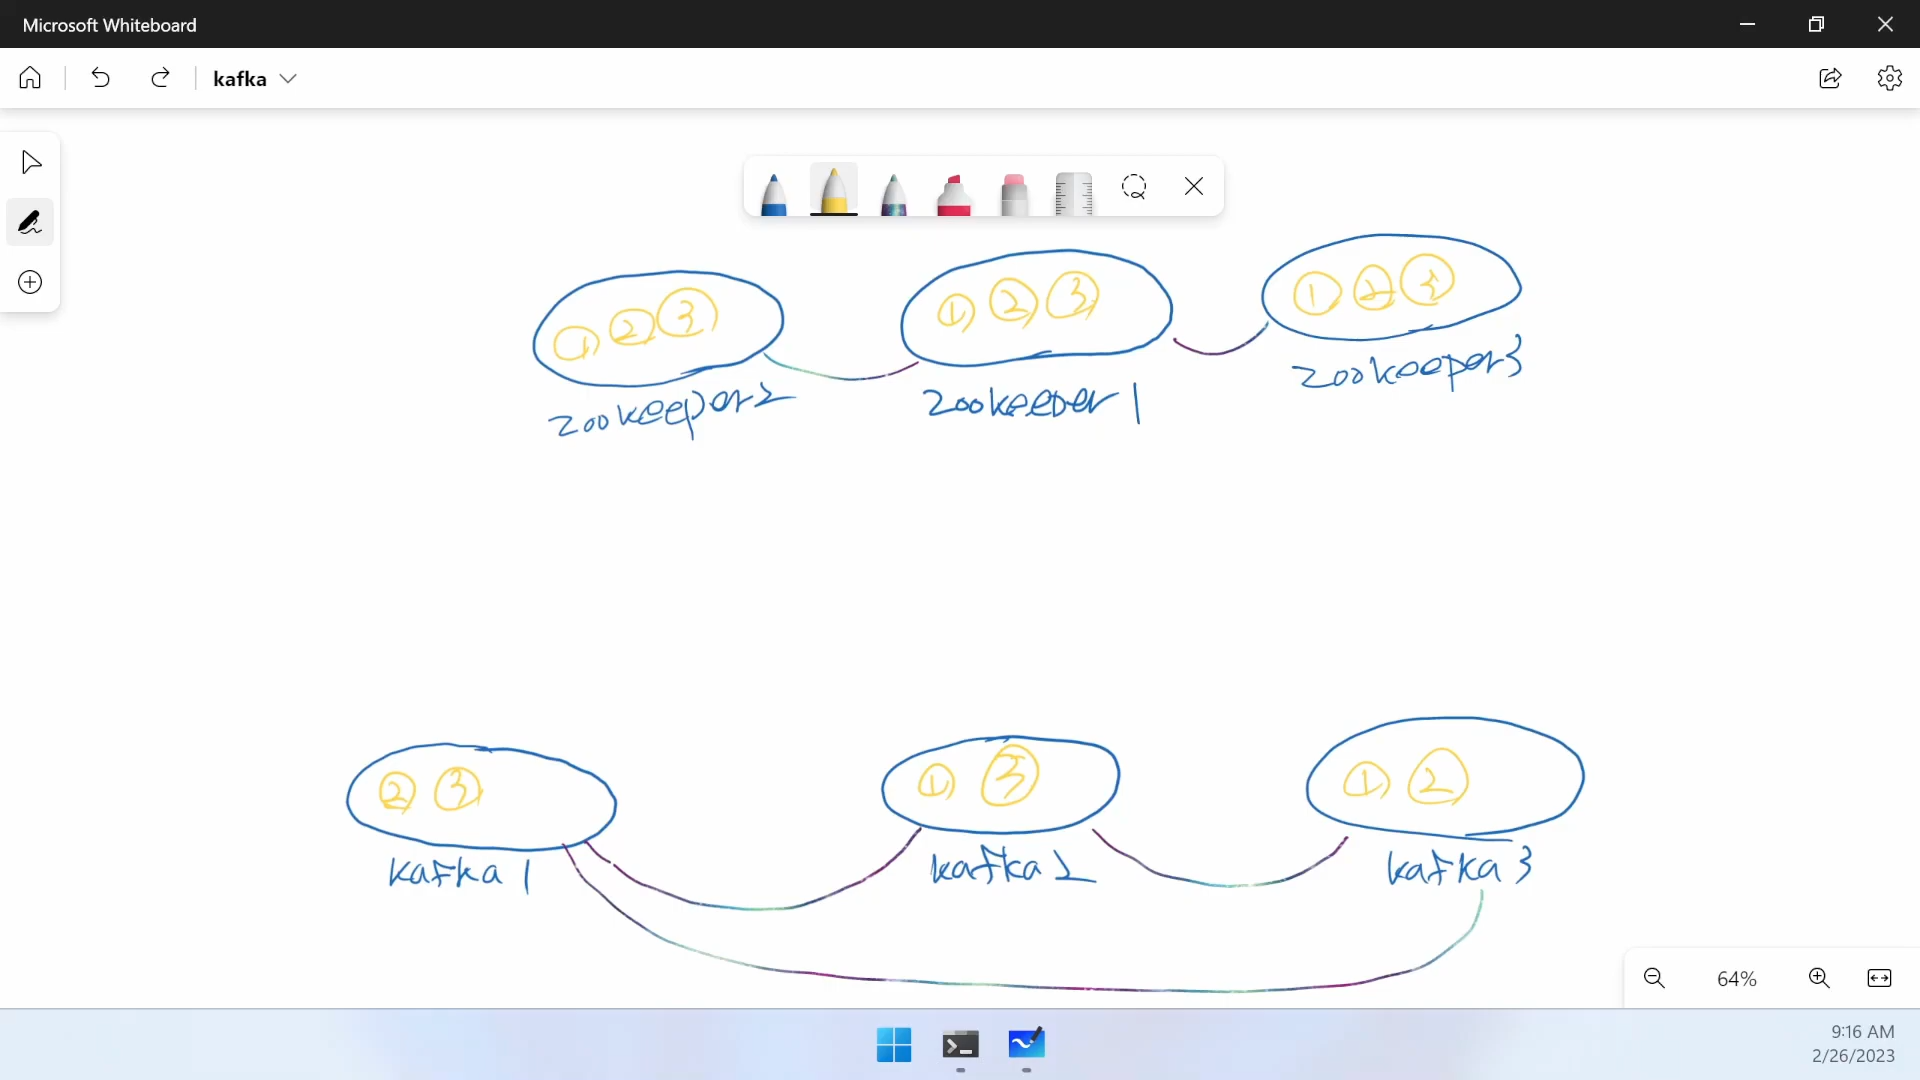 Microsoft Whiteboard
kafka
① ② ③
① ② ③
① ② ③
zookeeper2
zookeeper 1
zookeeper3
② ③
① ③
① ②
kafka 1
kafka 2
kafka 3
64%
9:16 AM
2/26/2023